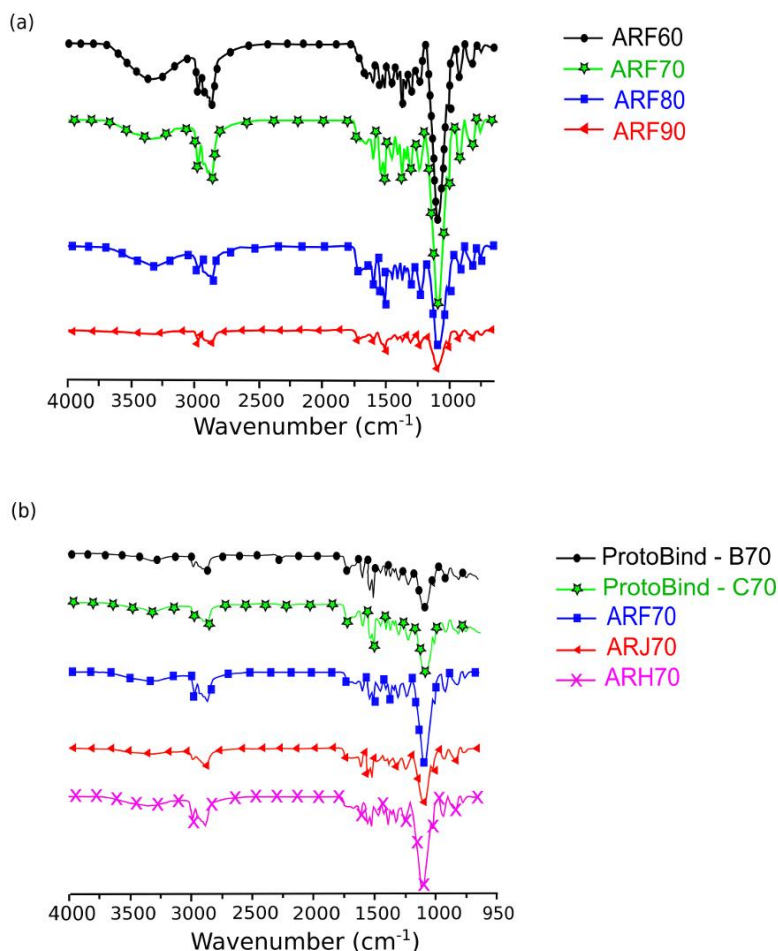 (a)
ARF60
ARF70
ARF80
ARF90
4000 3500 3000 2500 2000 1500 1000
Wavenumber (cm⁻¹)
(b)
ProtoBind - B70
ProtoBind - C70
ARF70
ARJ70
ARH70
4000 3500 3000 2500 2000 1500 1000 950
Wavenumber (cm⁻¹)